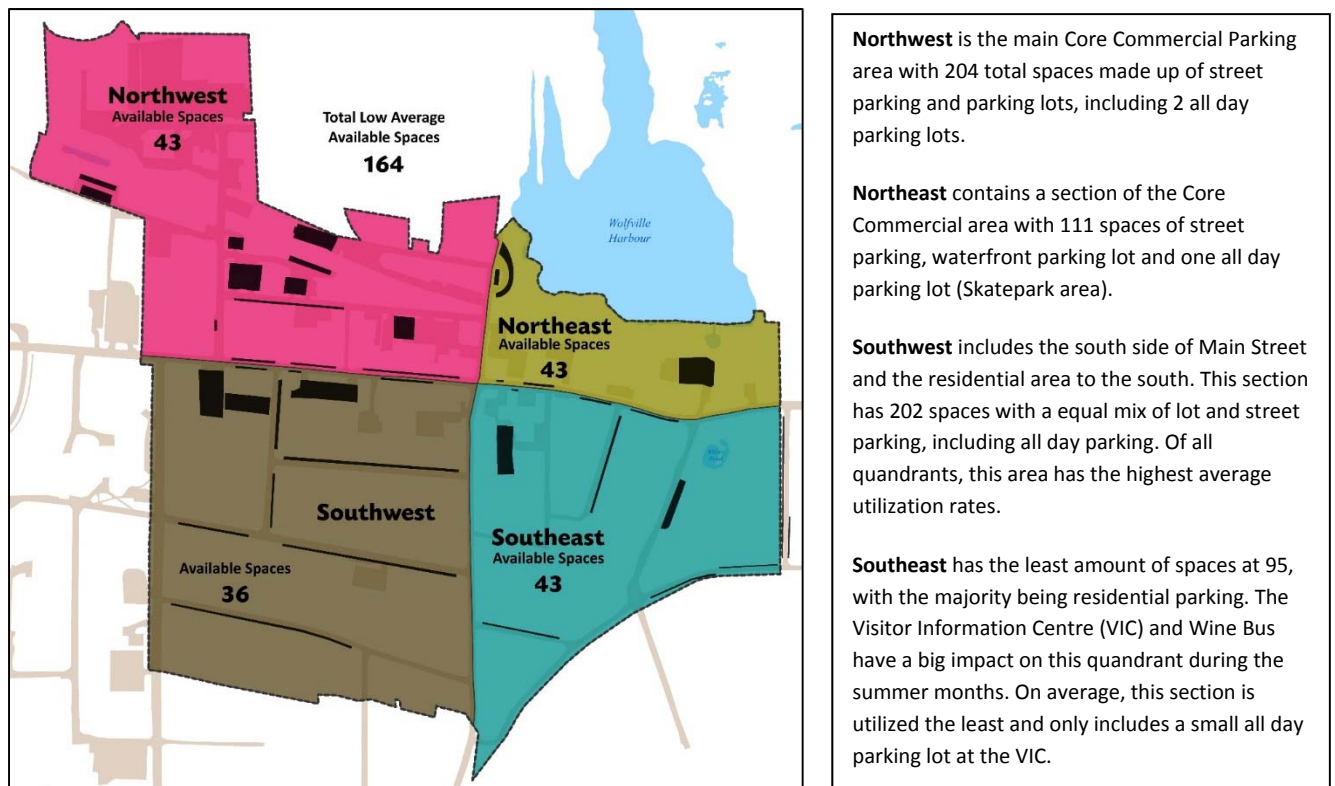 Northwest
Available Spaces
43
Total Low Average
Available Spaces
164
Wolfville
Harbour
Northeast
Available Spaces
43
Southwest
Available Spaces
36
Southeast
Available Spaces
43
Northwest is the main Core Commercial Parking
area with 204 total spaces made up of street
parking and parking lots, including 2 all day
parking lots.
Northeast contains a section of the Core
Commercial area with 111 spaces of street
parking, waterfront parking lot and one all day
parking lot (Skatepark area).
Southwest includes the south side of Main Street
and the residential area to the south. This section
has 202 spaces with a equal mix of lot and street
parking, including all day parking. Of all
quandrants, this area has the highest average
utilization rates.
Southeast has the least amount of spaces at 95,
with the majority being residential parking. The
Visitor Information Centre (VIC) and Wine Bus
have a big impact on this quandrant during the
summer months. On average, this section is
utilized the least and only includes a small all day
parking lot at the VIC.